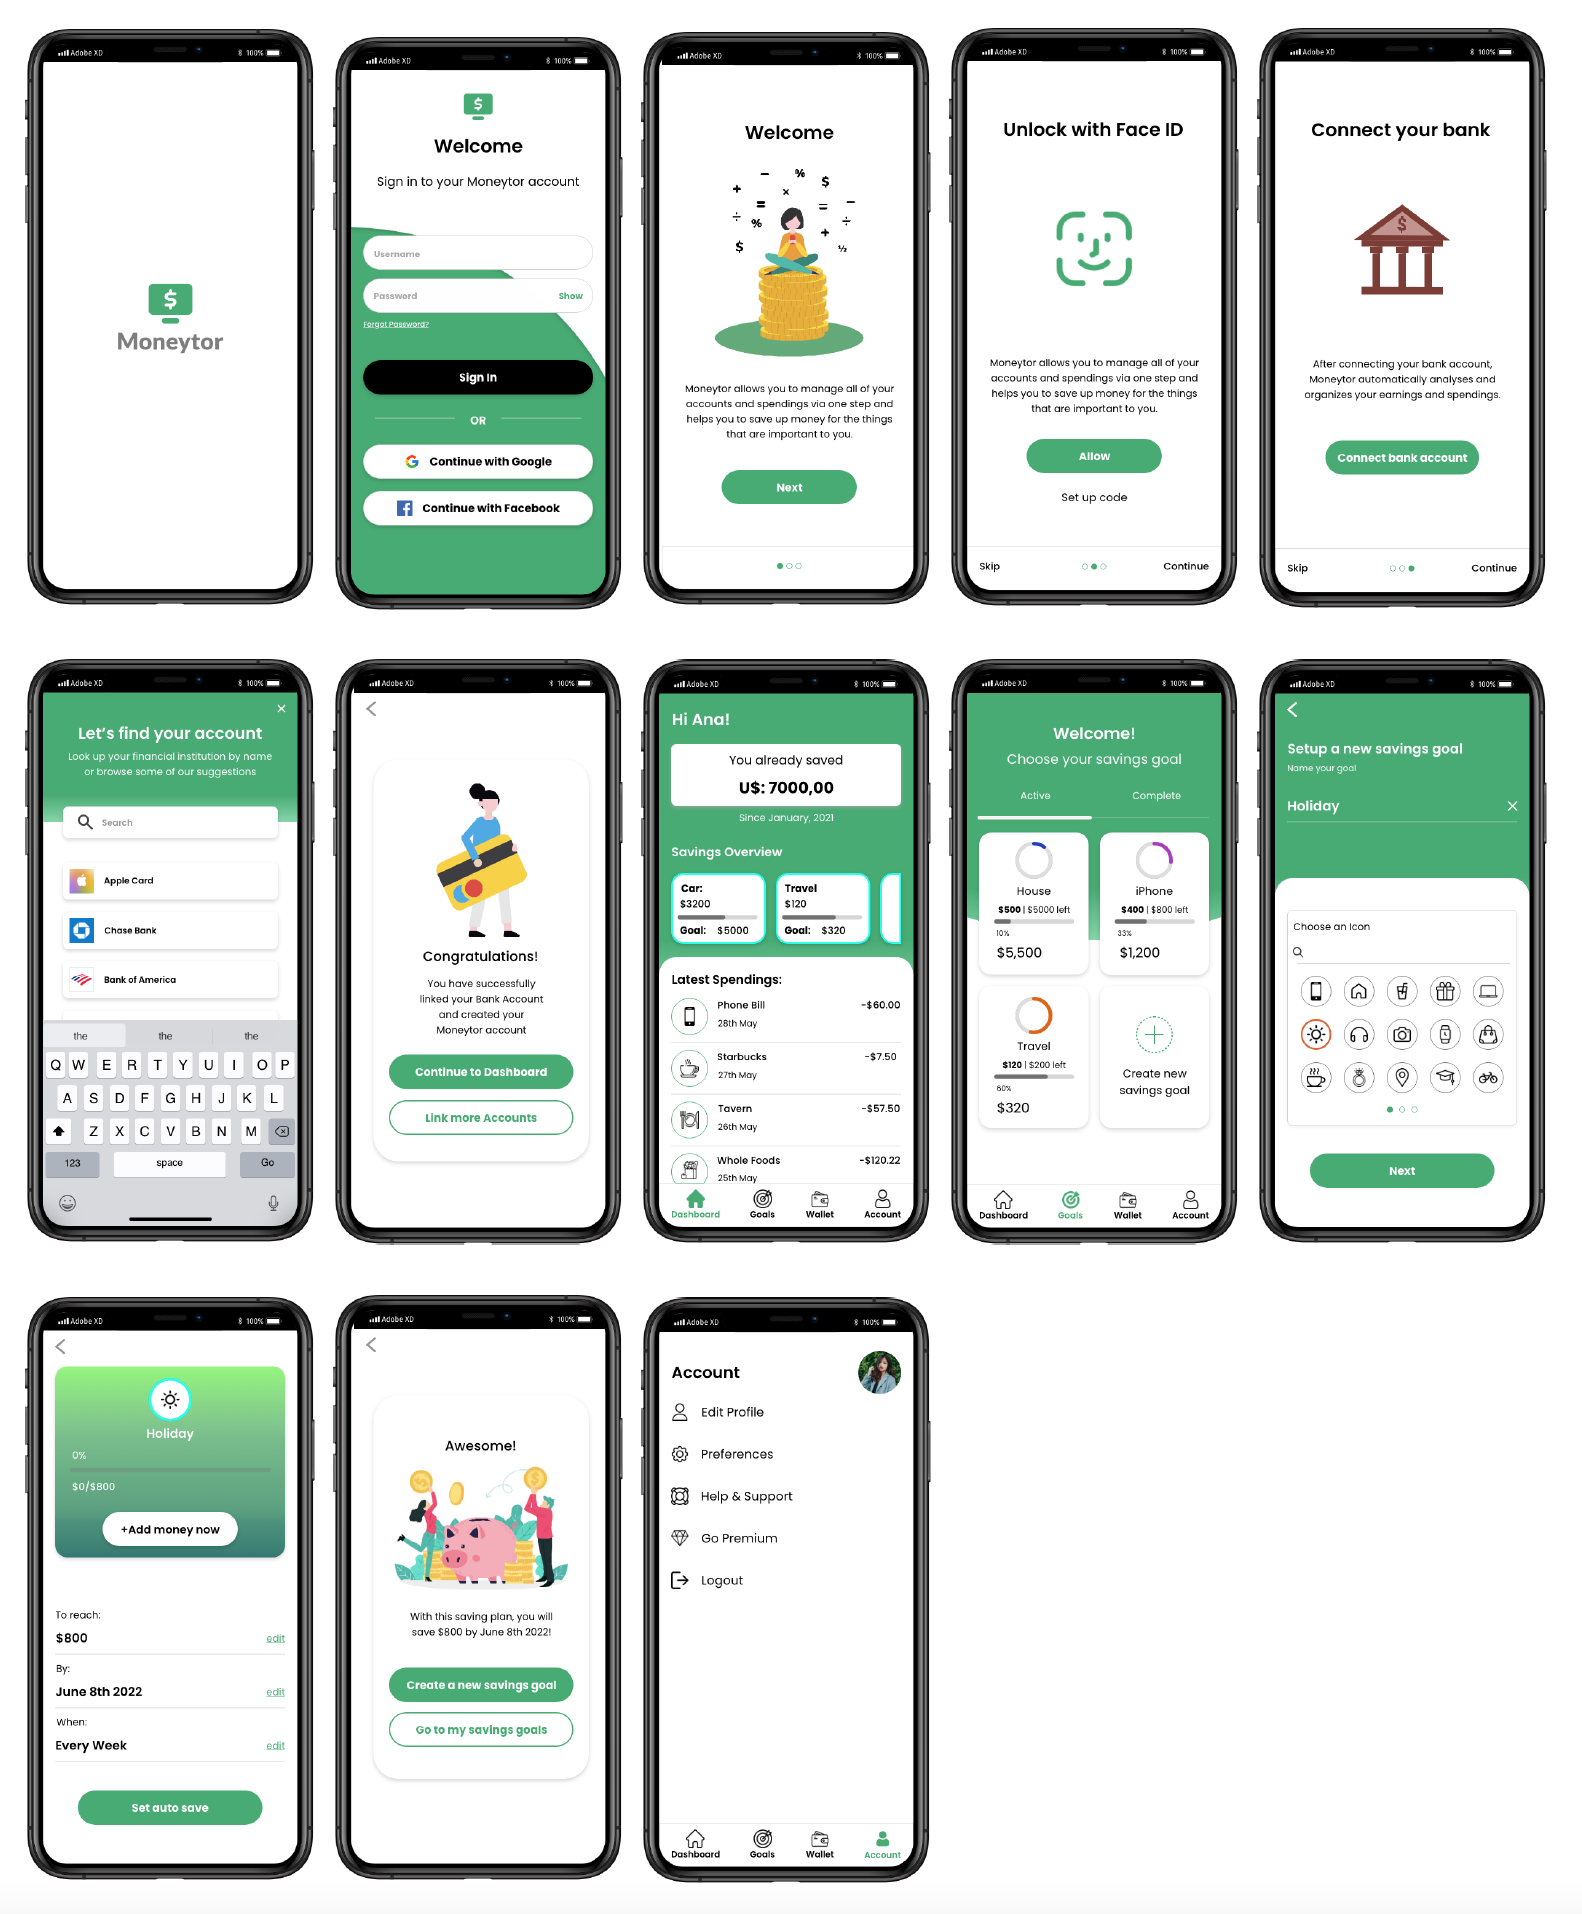 Adobe XD 100%
$
Moneytor
Adobe XD 100%
$
Welcome
Sign in to your Moneytor account
Username
Password Show
Forgot Password?
Sign In
OR
Continue with Google
Continue with Facebook
Adobe XD 100%
Welcome
− % $
+ ×
= = −
÷ % ÷
+
$ ½
Moneytor allows you to manage all of your
accounts and spendings via one step and
helps you to save up money for the things
that are important to you.
Next
Adobe XD 100%
Unlock with Face ID
Moneytor allows you to manage all of your
accounts and spendings via one step and
helps you to save up money for the things
that are important to you.
Allow
Set up code
Skip Continue
Adobe XD 100%
Connect your bank
$
After connecting your bank account,
Moneytor automatically analyses and
organizes your earnings and spendings.
Connect bank account
Skip Continue
Adobe XD 100%
Let's find your account
Look up your financial institution by name
or browse some of our suggestions
Search
Apple Card
Chase Bank
Bank of America
the the the
Q W E R T Y U I O P
A S D F G H J K L
Z X C V B N M
123 space Go
Adobe XD 100%
Congratulations!
You have successfully
linked your Bank Account
and created your
Moneytor account
Continue to Dashboard
Link more Accounts
Adobe XD 100%
Hi Ana!
You already saved
U$: 7000,00
Since January, 2021
Savings Overview
Car:
$3200
Goal: $5000
Travel
$120
Goal: $320
Latest Spendings:
Phone Bill -$60.00
28th May
Starbucks -$7.50
27th May
Tavern -$57.50
26th May
Whole Foods -$120.22
25th May
Dashboard Goals Wallet Account
Adobe XD 100%
Welcome!
Choose your savings goal
Active Complete
House
$500 | $5000 left
10%
$5,500
iPhone
$400 | $800 left
33%
$1,200
Travel
$120 | $200 left
60%
$320
Create new
savings goal
Dashboard Goals Wallet Account
Adobe XD 100%
Setup a new savings goal
Name your goal
Holiday
Choose an Icon
Next
Adobe XD 100%
Holiday
0%
$0/$800
+Add money now
To reach:
$800 edit
By:
June 8th 2022 edit
When:
Every Week edit
Set auto save
Adobe XD 100%
Awesome!
With this saving plan, you will
save $800 by June 8th 2022!
Create a new savings goal
Go to my savings goals
Adobe XD 100%
Account
Edit Profile
Preferences
Help & Support
Go Premium
Logout
Dashboard Goals Wallet Account